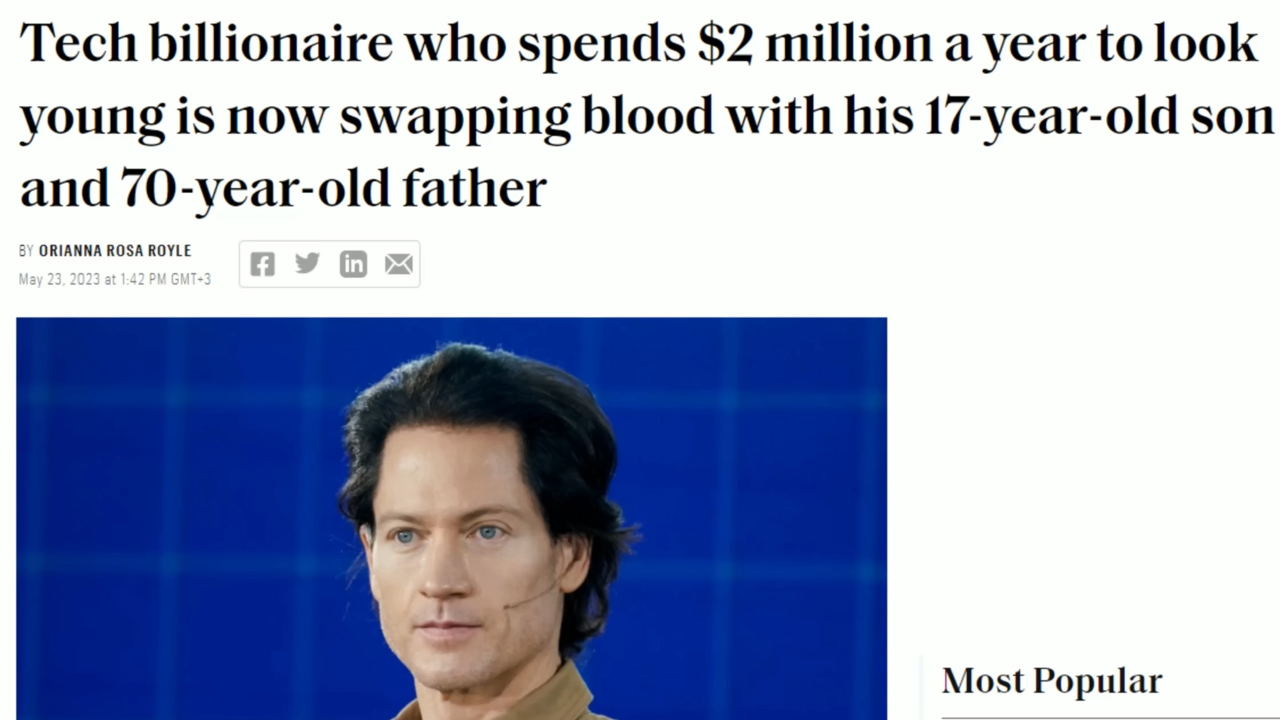 Tech billionaire who spends $2 million a year to look
young is now swapping blood with his 17-year-old son
and 70-year-old father
BY ORIANNA ROSA ROYLE
May 23, 2023 at 1:42 PM GMT+3
Most Popular